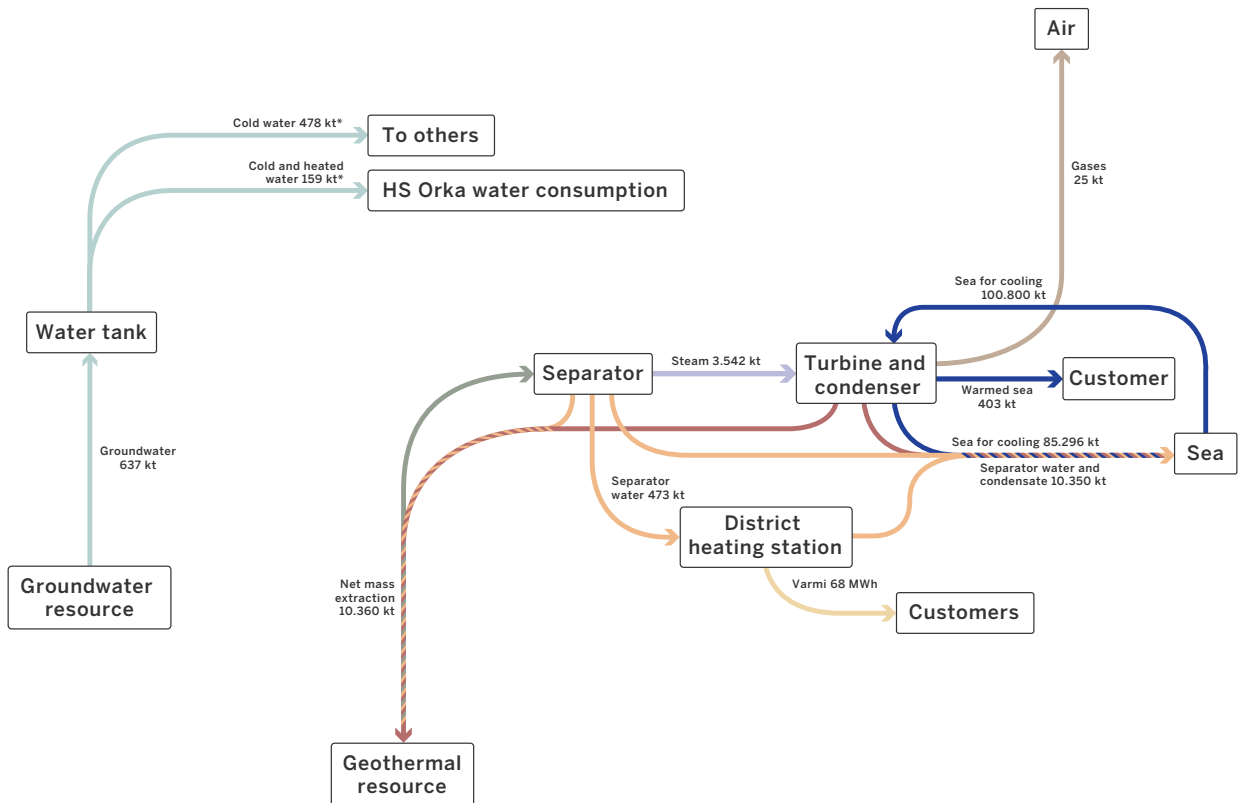 Air
Cold water 478 kt*
To others
Cold and heated
water 159 kt*
HS Orka water consumption
Gases
25 kt
Sea for cooling
100.800 kt
Water tank
Separator
Steam 3.542 kt
Turbine and
condenser
Customer
Warmed sea
403 kt
Groundwater
637 kt
Sea for cooling 85.296 kt
Sea
Separator water and
condensate 10.350 kt
Separator
water 473 kt
District
heating station
Groundwater
resource
Net mass
extraction
10.360 kt
Varmi 68 MWh
Customers
Geothermal
resource